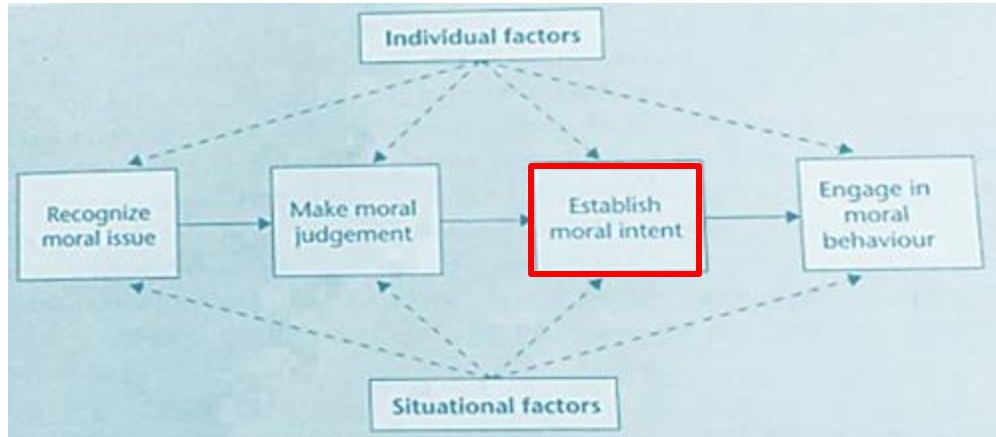 Individual factors
Recognize
moral issue
Make moral
judgement
Establish
moral intent
Engage in
moral
behaviour
Situational factors